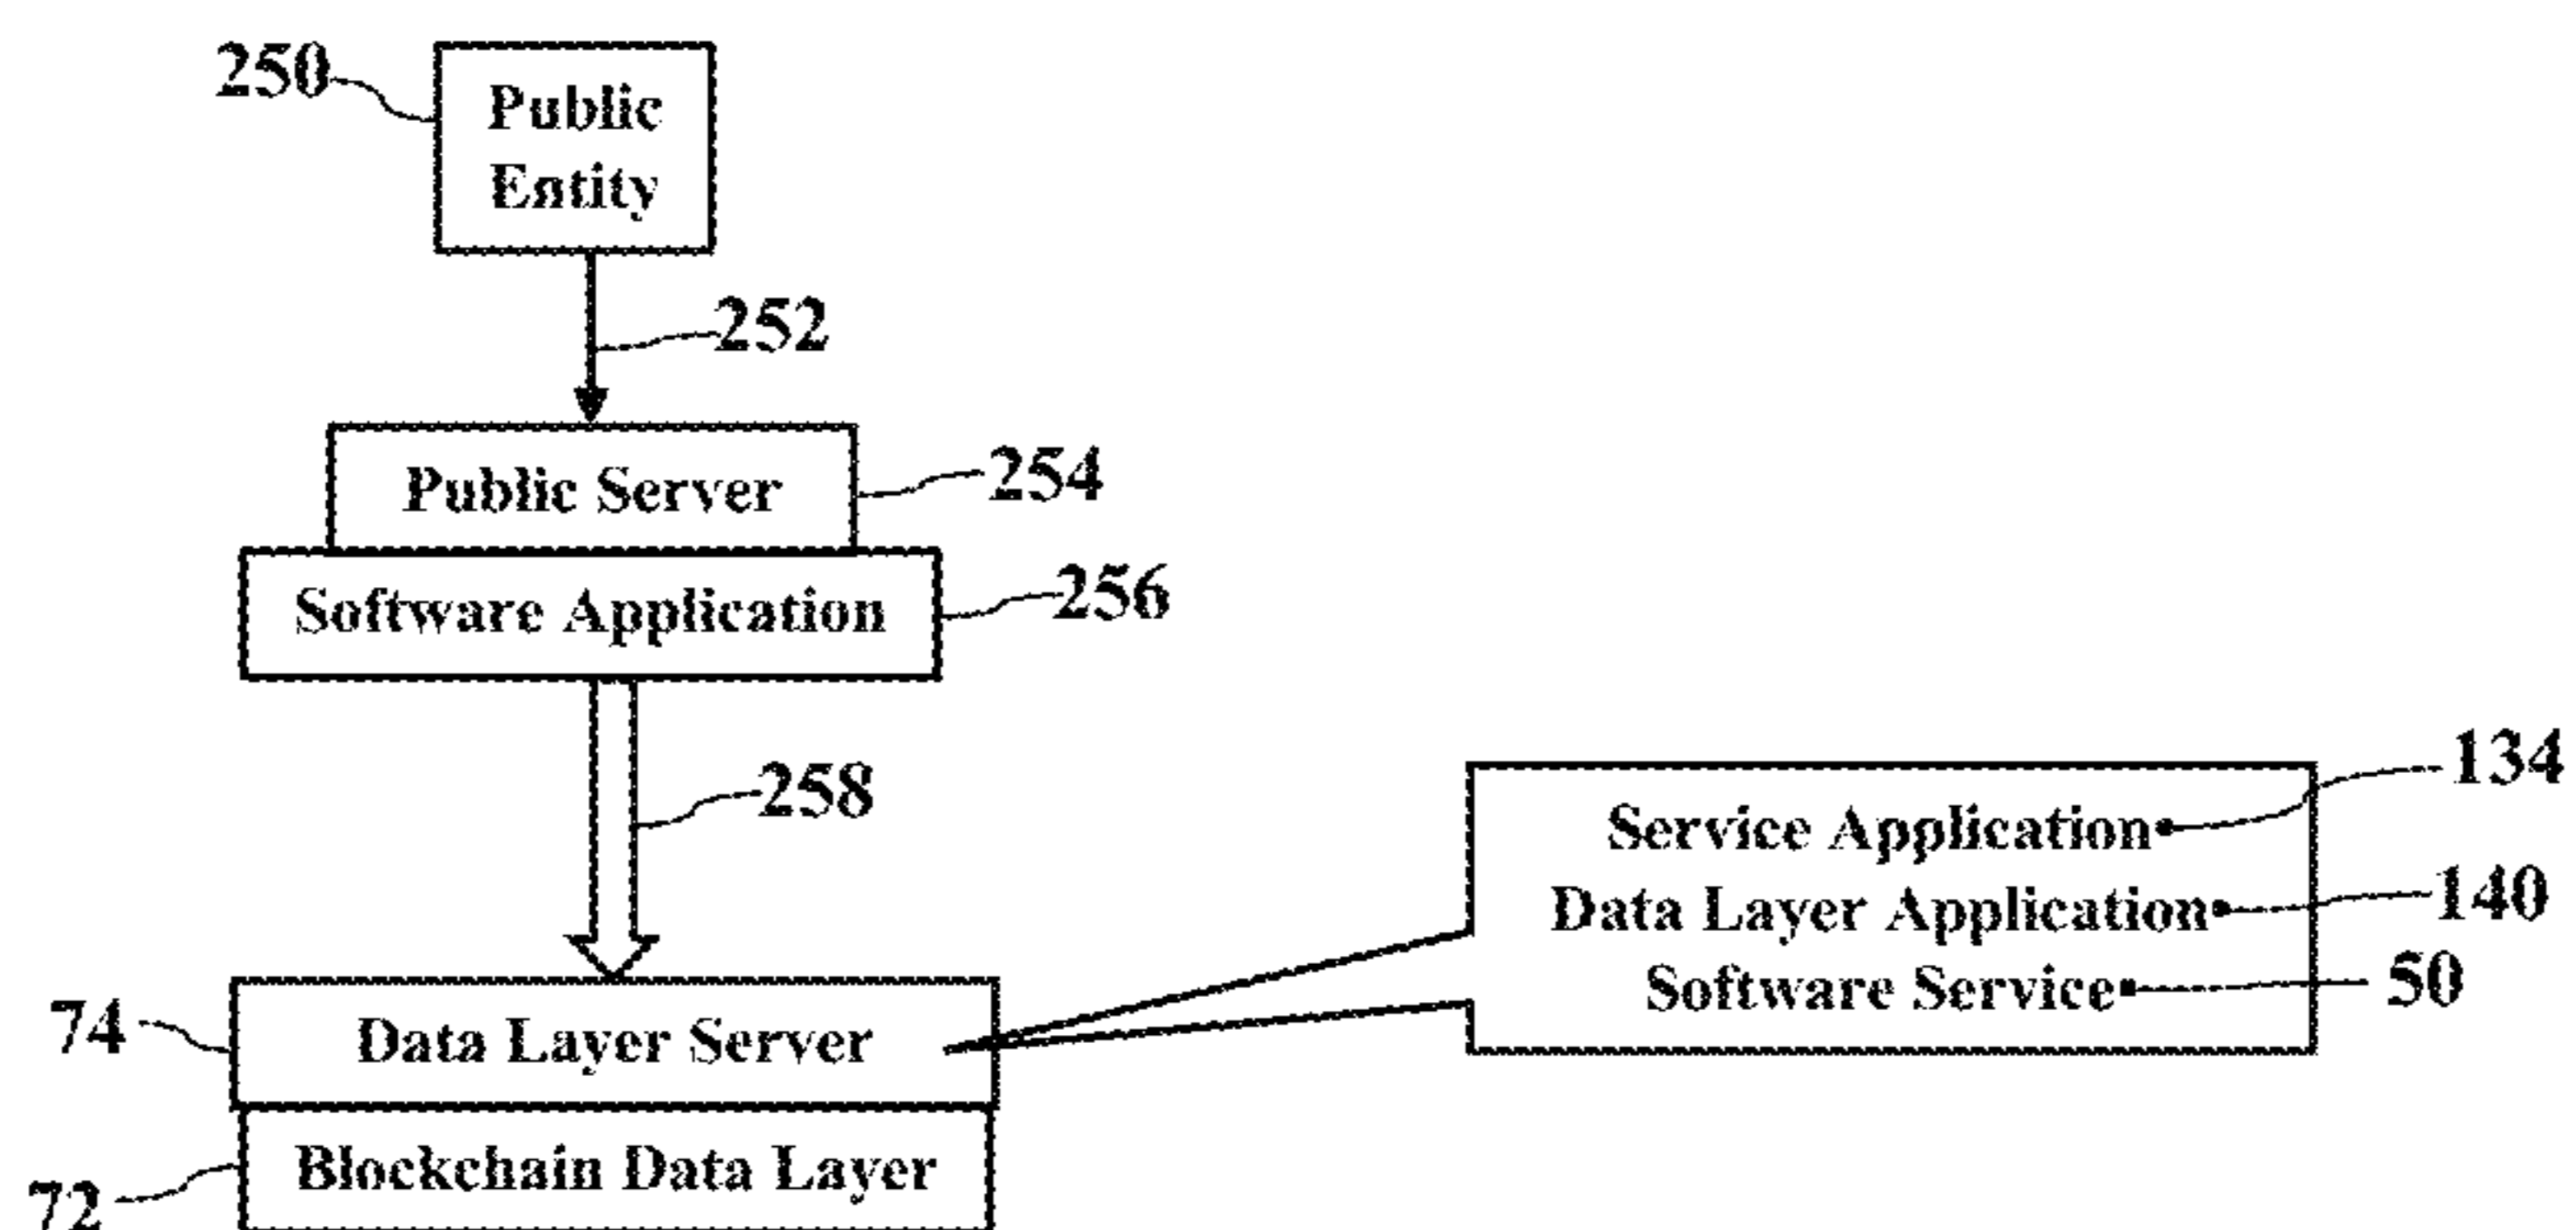 250
Public
Entity
252
Public Server
254
Software Application
256
258
134
Service Application
Data Layer Application
140
Software Service
50
74
Data Layer Server
Blockchain Data Layer
72